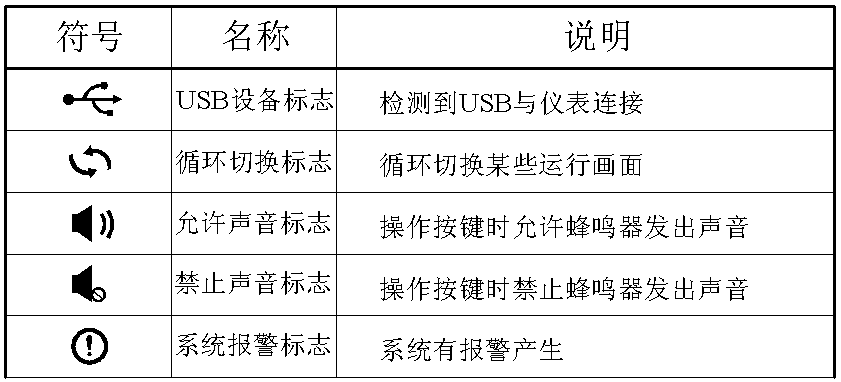 符号 名称 说明
USB设备标志 检测到USB与仪表连接
循环切换标志 循环切换某些运行画面
允许声音标志 操作按键时允许蜂鸣器发出声音
禁止声音标志 操作按键时禁止蜂鸣器发出声音
系统报警标志 系统有报警产生